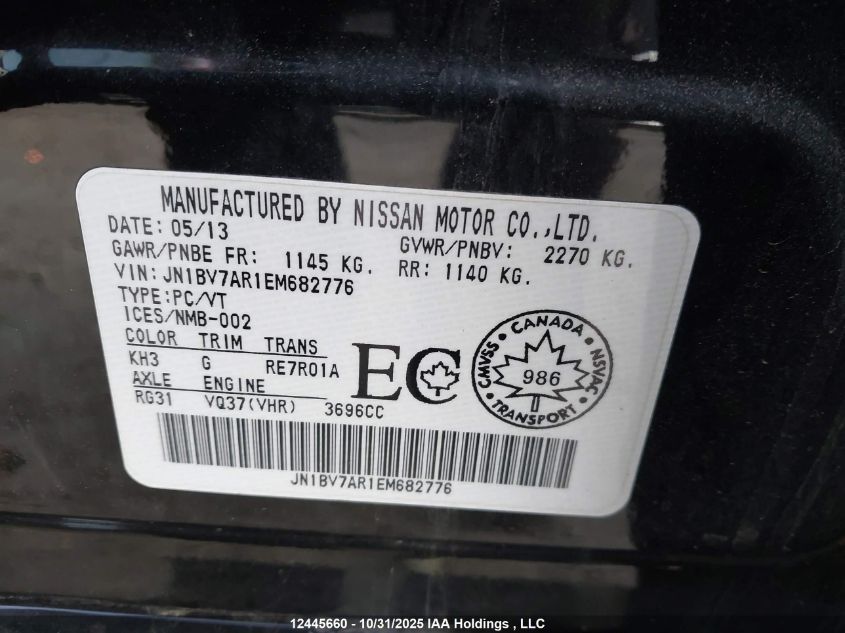 MANUFACTURED BY NISSAN MOTOR CO.,LTD.
DATE: 05/13 GVWR/PNBV: 2270 KG.
GAWR/PNBE FR: 1145 KG. RR: 1140 KG.
VIN: JN1BV7AR1EM682776
TYPE:PC/VT
ICES/NMB-002
COLOR TRIM TRANS
KH3 G RE7R01A
AXLE ENGINE
RG31 VQ37(VHR) 3696CC
EC
CANADA
CMVSS 986 NSVAC
TRANSPORT
JN1BV7AR1EM682776
12445660 - 10/31/2025 IAA Holdings , LLC